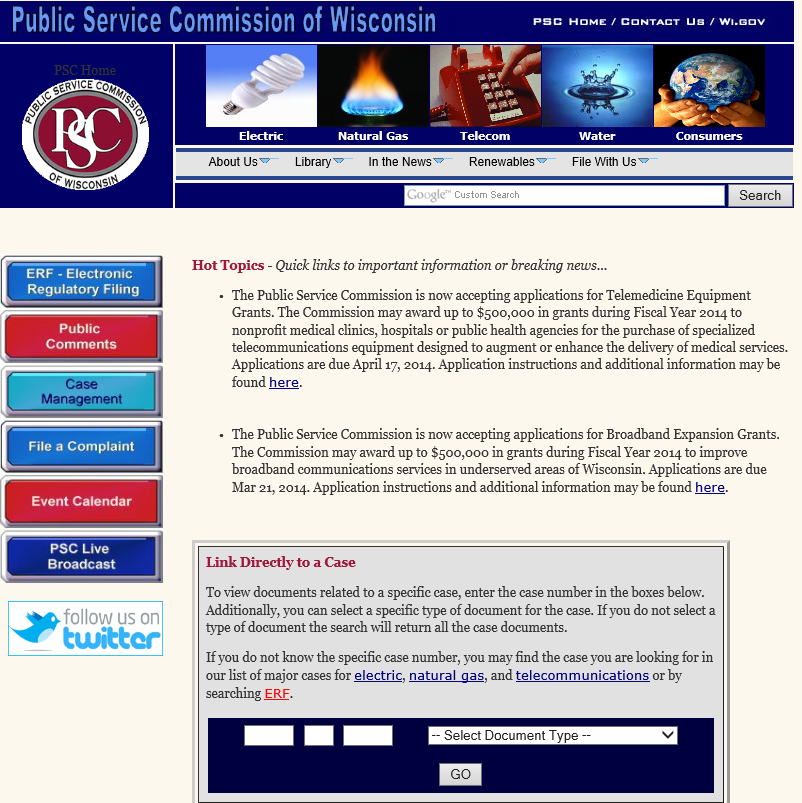 Public Service Commission of Wisconsin
PSC Home / Contact Us / Wi.gov
PSC Home
PUBLIC SERVICE COMMISSION
PSC
OF WISCONSIN
Electric
Natural Gas
Telecom
Water
Consumers
About Us
Library
In the News
Renewables
File With Us
Google™ Custom Search
Search
ERF - Electronic
Regulatory Filing
Public
Comments
Case
Management
File a Complaint
Event Calendar
PSC Live
Broadcast
follow us on
twitter
Hot Topics - Quick links to important information or breaking news...
• The Public Service Commission is now accepting applications for Telemedicine Equipment
Grants. The Commission may award up to $500,000 in grants during Fiscal Year 2014 to
nonprofit medical clinics, hospitals or public health agencies for the purchase of specialized
telecommunications equipment designed to augment or enhance the delivery of medical services.
Applications are due April 17, 2014. Application instructions and additional information may be
found here.
• The Public Service Commission is now accepting applications for Broadband Expansion Grants.
The Commission may award up to $500,000 in grants during Fiscal Year 2014 to improve
broadband communications services in underserved areas of Wisconsin. Applications are due
Mar 21, 2014. Application instructions and additional information may be found here.
Link Directly to a Case
To view documents related to a specific case, enter the case number in the boxes below.
Additionally, you can select a specific type of document for the case. If you do not select a
type of document the search will return all the case documents.
If you do not know the specific case number, you may find the case you are looking for in
our list of major cases for electric, natural gas, and telecommunications or by
searching ERF.
-- Select Document Type --
GO